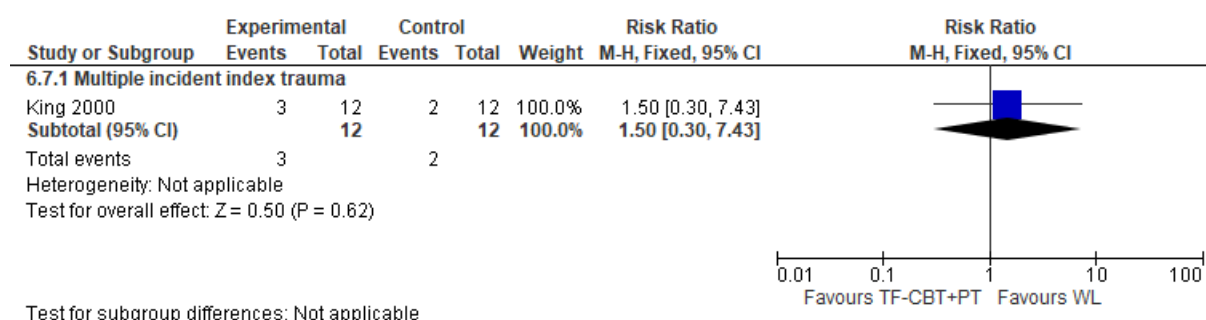 Experimental Control Risk Ratio Risk Ratio
Study or Subgroup Events Total Events Total Weight M-H, Fixed, 95% CI M-H, Fixed, 95% CI
6.7.1 Multiple incident index trauma
King 2000 3 12 2 12 100.0% 1.50 [0.30, 7.43]
Subtotal (95% CI) 12 12 100.0% 1.50 [0.30, 7.43]
Total events 3 2
Heterogeneity: Not applicable
Test for overall effect: Z = 0.50 (P = 0.62)
0.01 0.1 1 10 100
Favours TF-CBT+PT Favours WL
Test for subgroup differences: Not applicable